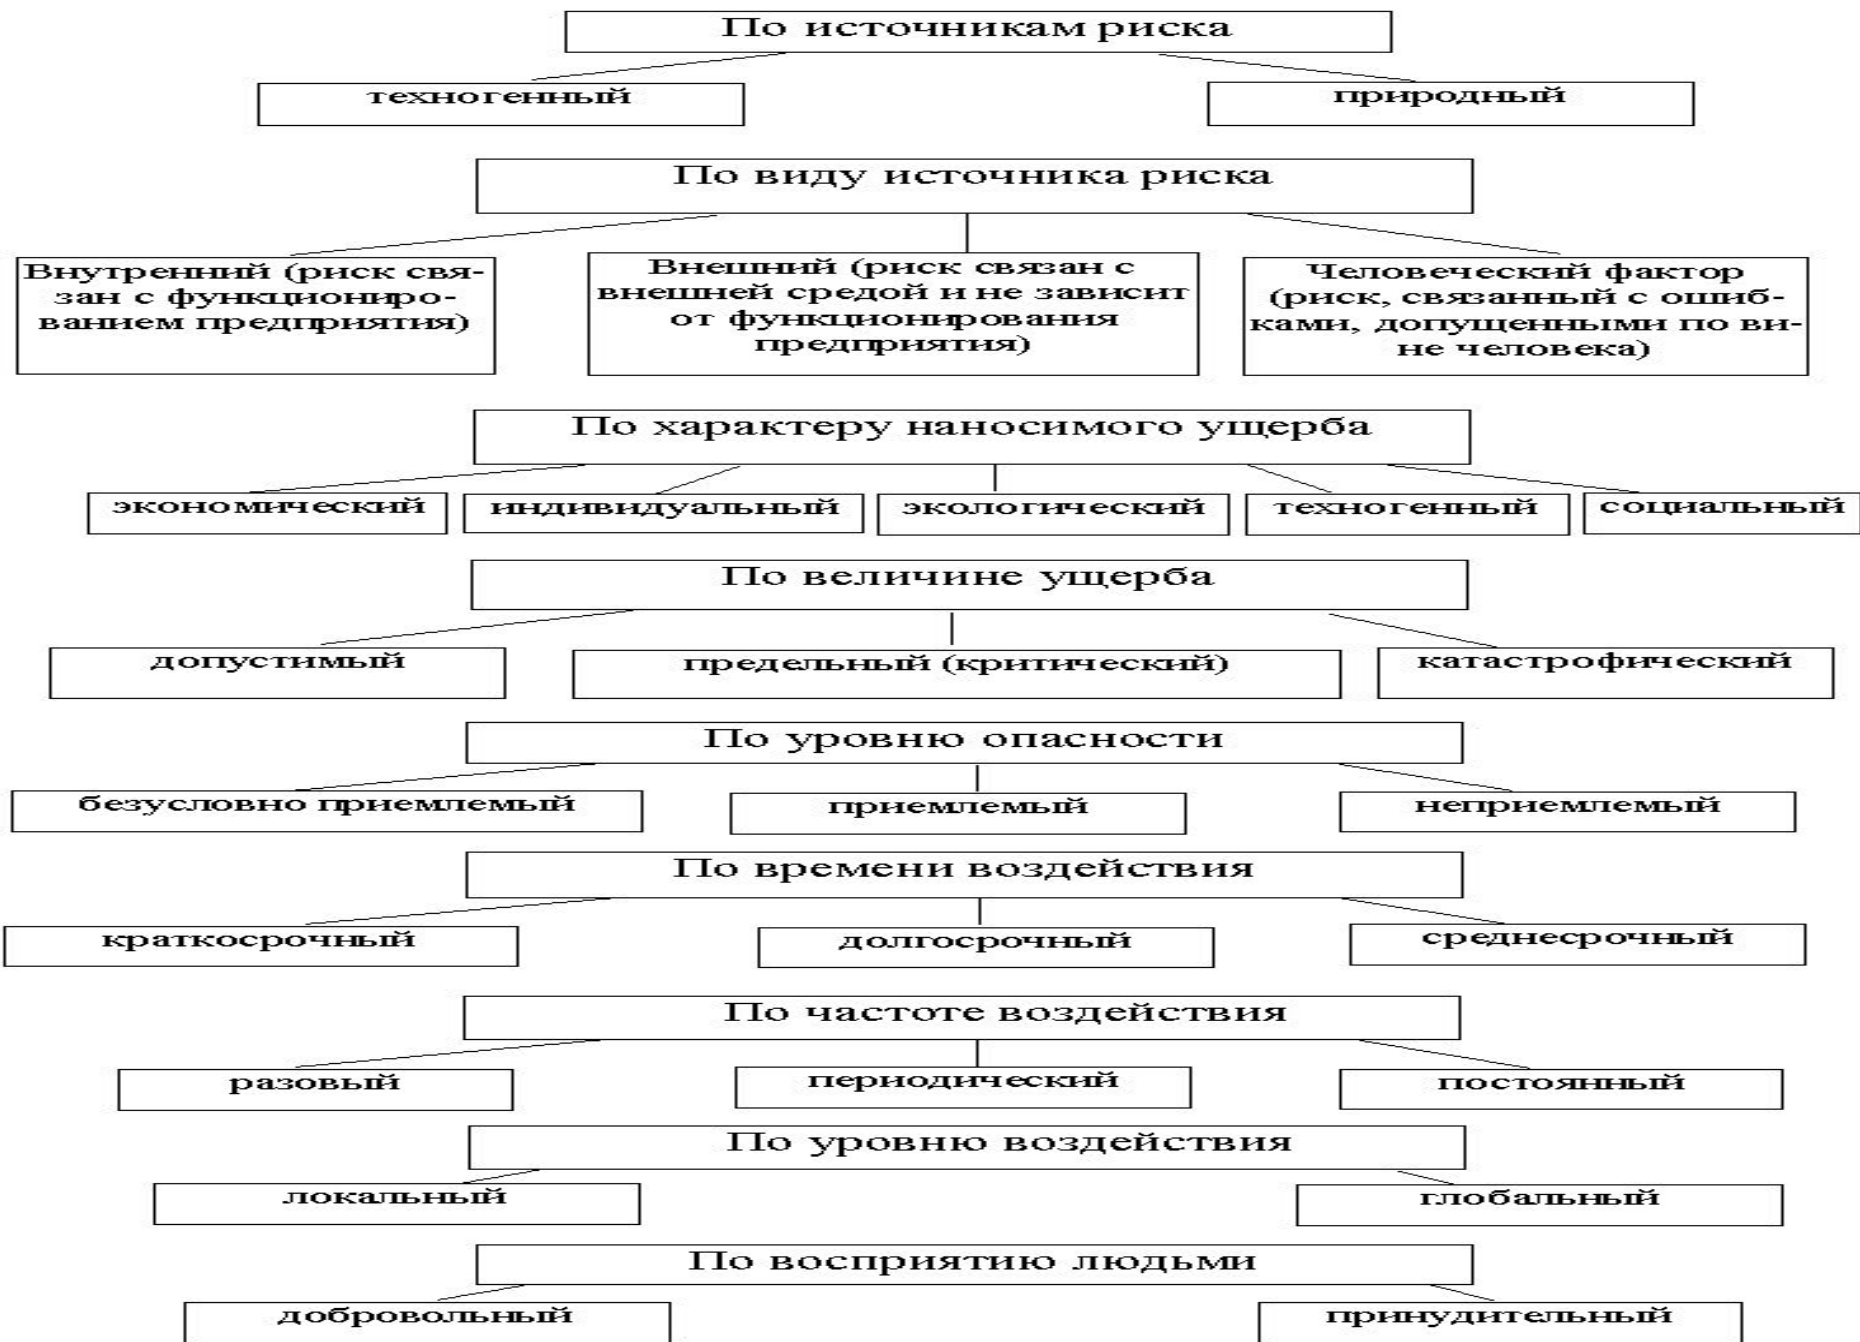 По источникам риска
техногенный
природный
По виду источника риска
Внутренний (риск свя-
зан с функциониро-
ванием предприятия)
Внешний (риск связан с
внешней средой и не зависит
от функционирования
предприятия)
Человеческий фактор
(риск, связанный с ошиб-
ками, допущенными по ви-
не человека)
По характеру наносимого ущерба
экономический
индивидуальный
экологический
техногенный
социальный
По величине ущерба
допустимый
предельный (критический)
катастрофический
По уровню опасности
безусловно приемлемый
приемлемый
неприемлемый
По времени воздействия
краткосрочный
долгосрочный
среднесрочный
По частоте воздействия
разовый
периодический
постоянный
По уровню воздействия
локальный
глобальный
По восприятию людьми
добровольный
принудительный